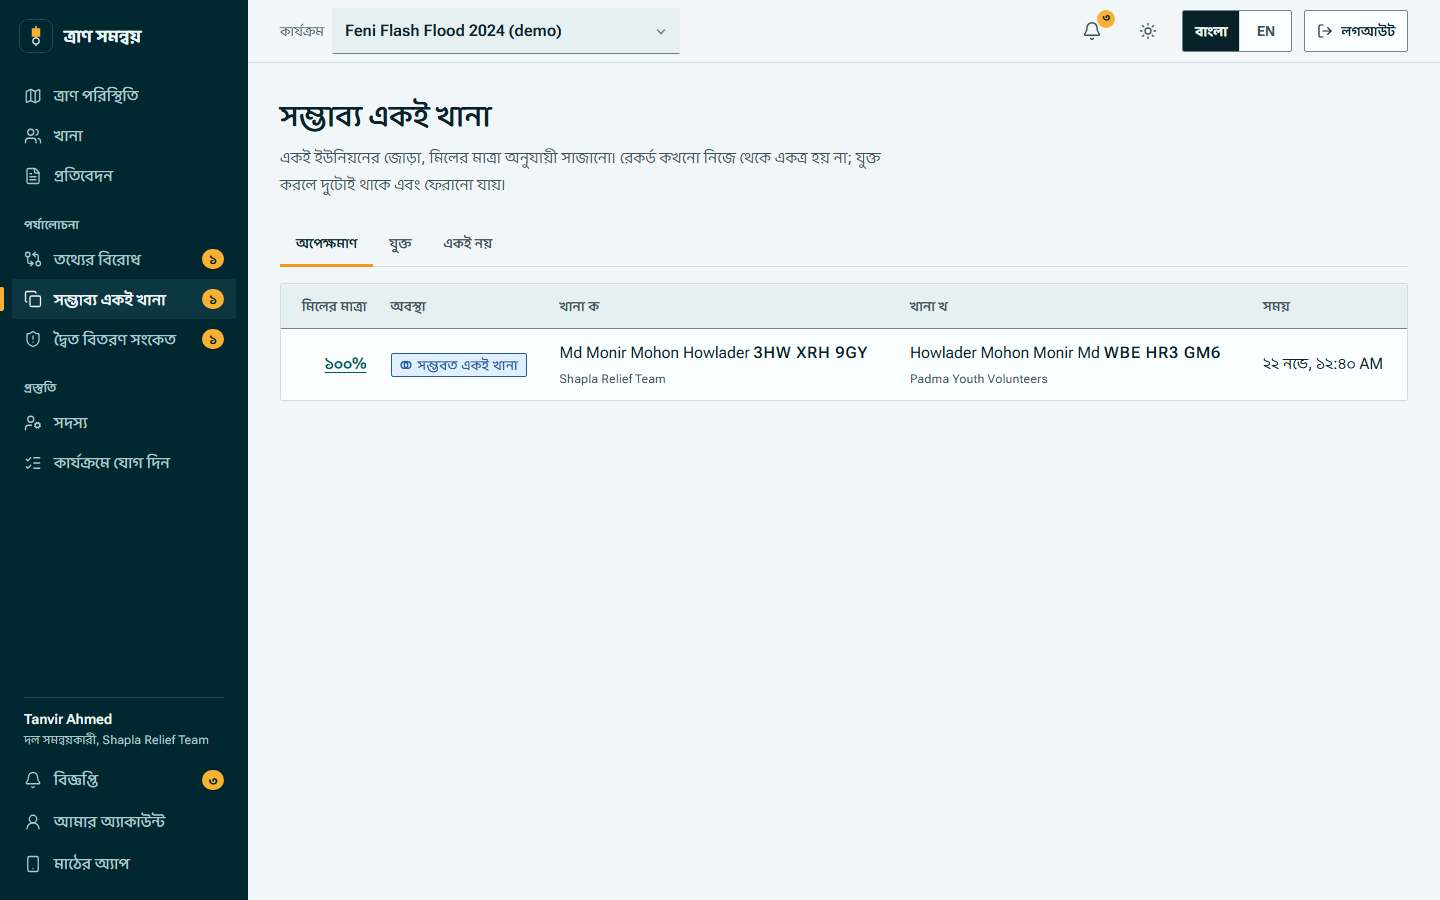 ত্রাণ সমন্বয়
কার্যক্রম
Feni Flash Flood 2024 (demo)
৩
বাংলা
EN
লগআউট
ত্রাণ পরিস্থিতি
খানা
প্রতিবেদন
পর্যালোচনা
তথ্যের বিরোধ ১
সম্ভাব্য একই খানা ১
দ্বৈত বিতরণ সংকেত ১
প্রস্তুতি
সদস্য
কার্যক্রমে যোগ দিন
Tanvir Ahmed
দল সমন্বয়কারী, Shapla Relief Team
বিজ্ঞপ্তি ৩
আমার অ্যাকাউন্ট
মাঠের অ্যাপ
সম্ভাব্য একই খানা
একই ইউনিয়নের জোড়া, মিলের মাত্রা অনুযায়ী সাজানো। রেকর্ড কখনো নিজে থেকে একত্র হয় না; যুক্ত
করলে দুটোই থাকে এবং ফেরানো যায়।
অপেক্ষমাণ যুক্ত একই নয়
মিলের মাত্রা অবস্থা খানা ক খানা খ সময়
১০০% সম্ভবত একই খানা Md Monir Mohon Howlader 3HW XRH 9GY Howlader Mohon Monir Md WBE HR3 GM6 ২২ নভে, ১২:৪০ AM
Shapla Relief Team Padma Youth Volunteers